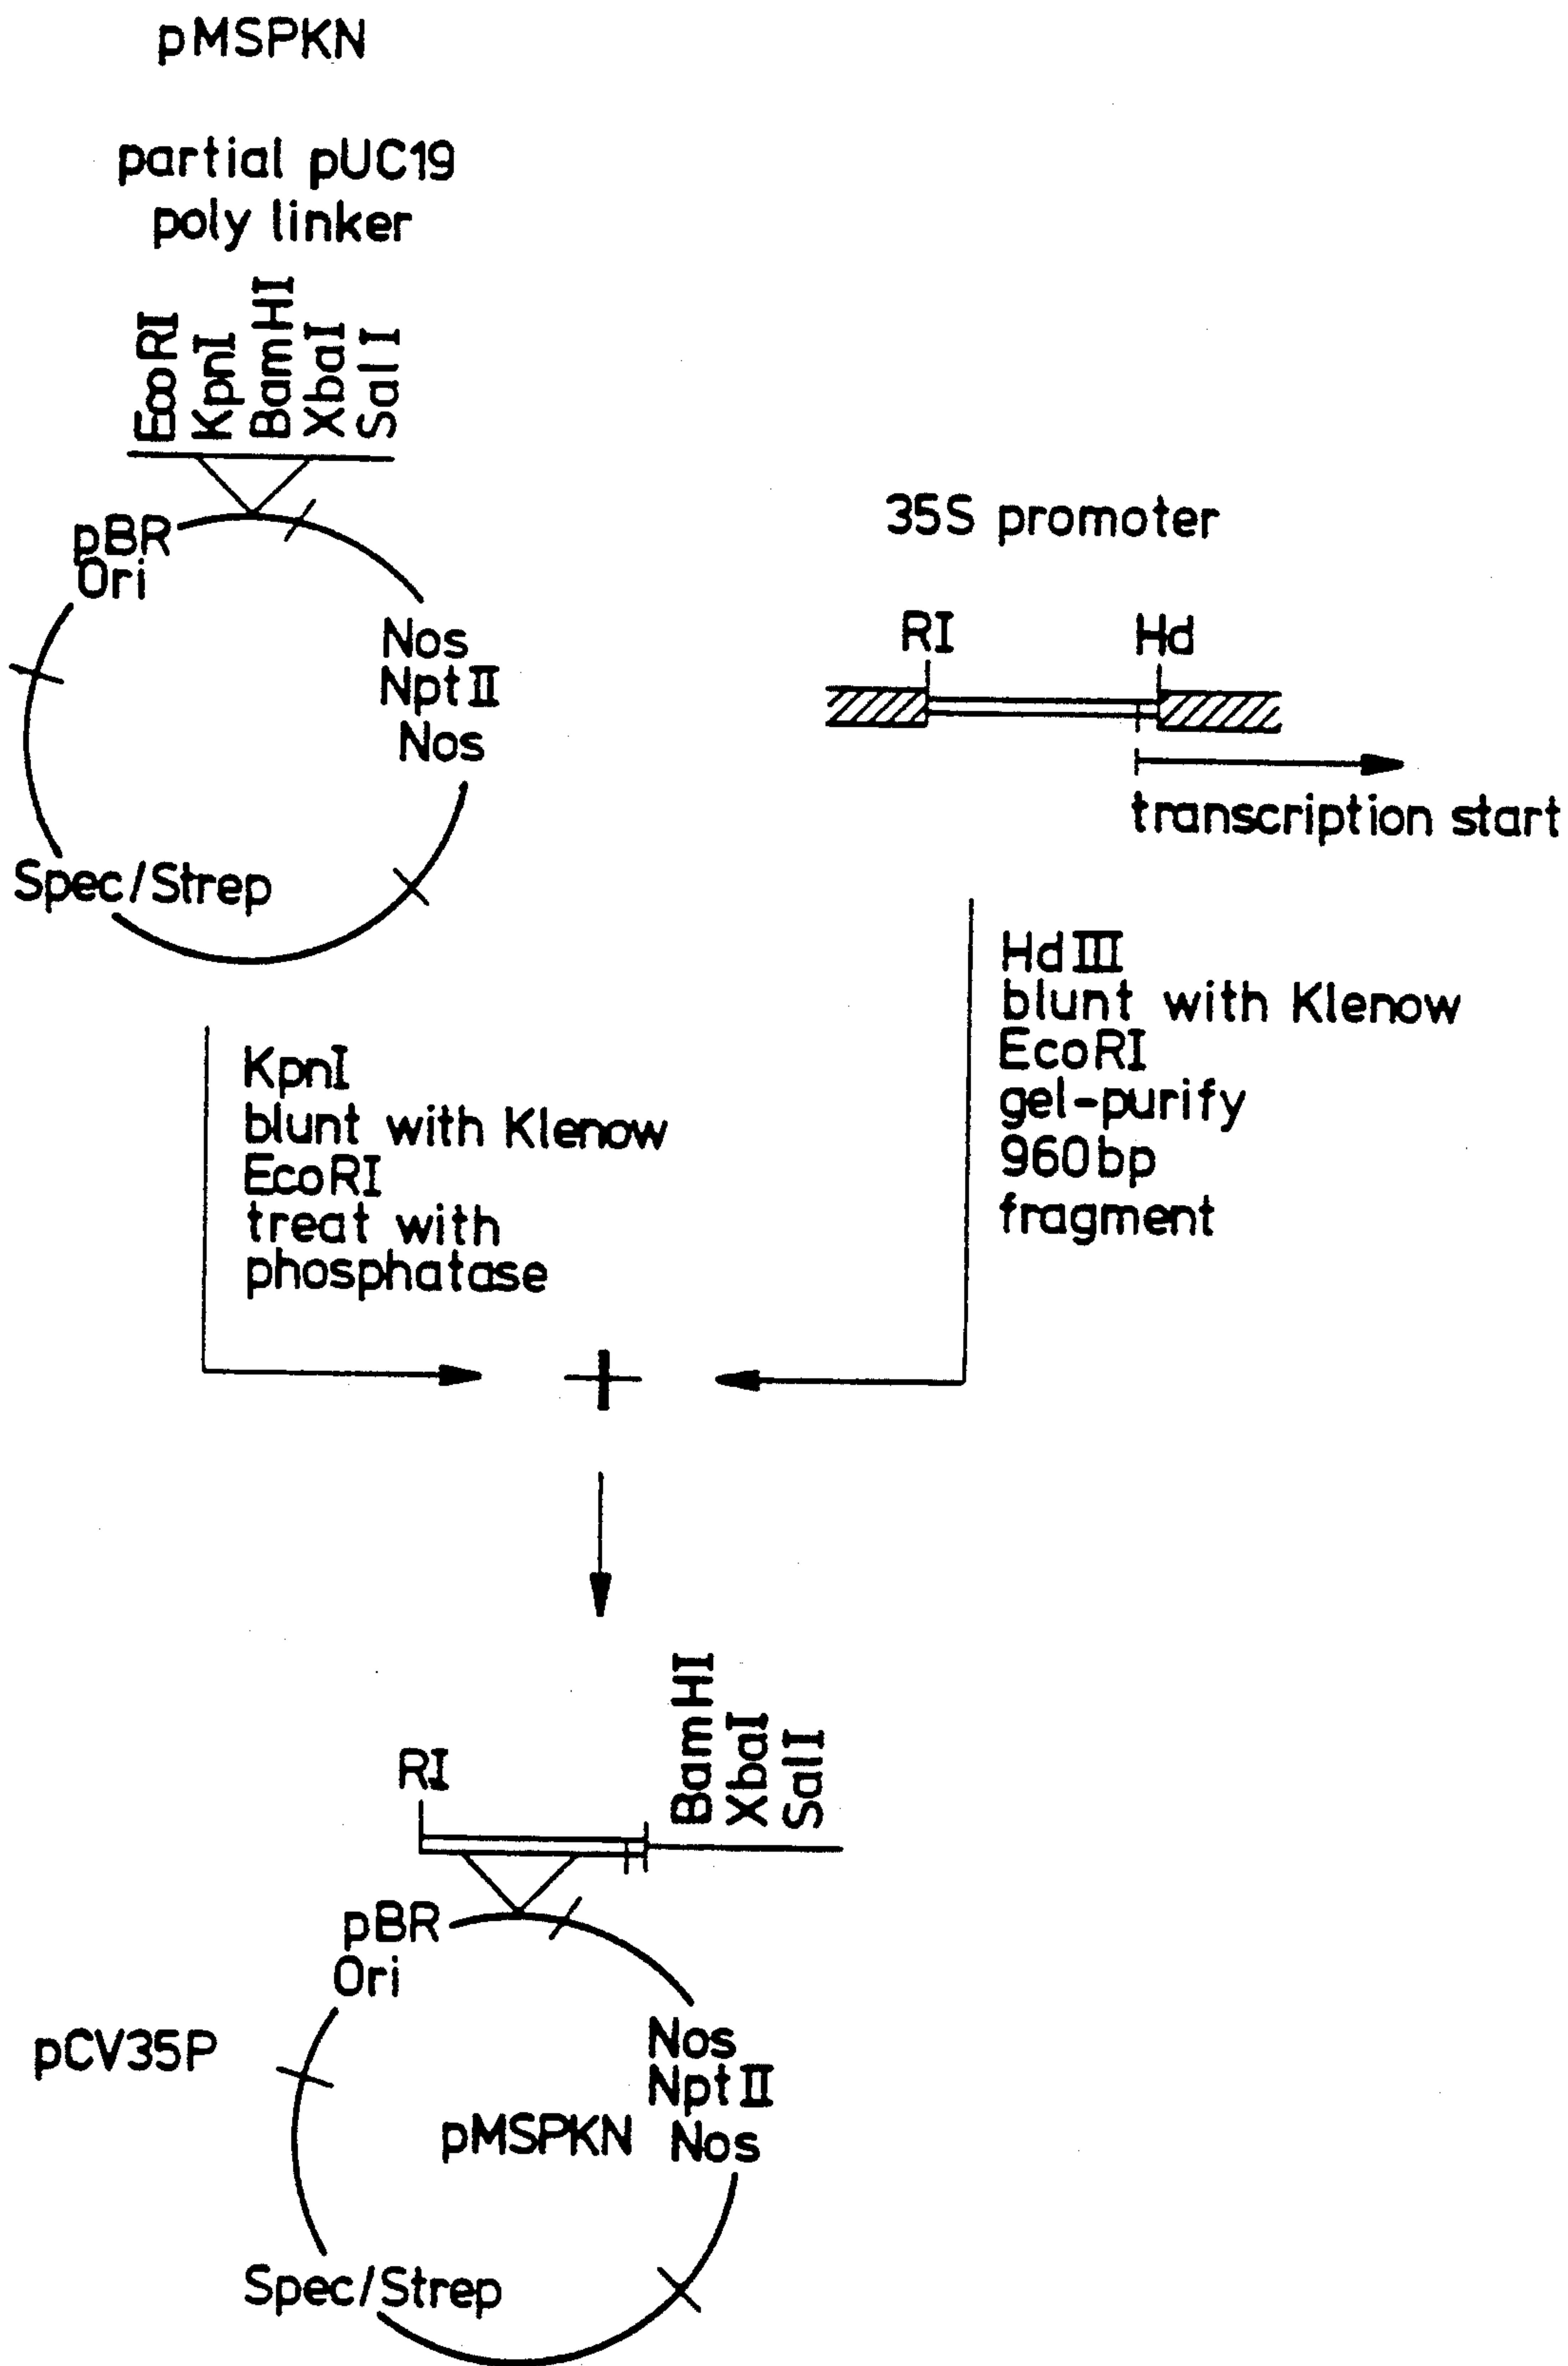 pMSPKN
partial pUC19
poly linker
EcoRI
KpnI
BamHI
XbaI
SalI
pBR
Ori
Nos
NptII
Nos
Spec/Strep
35S promoter
RI
Hd
transcription start
KpnI
blunt with Klenow
EcoRI
treat with
phosphatase
HdIII
blunt with Klenow
EcoRI
gel-purify
960bp
fragment
+
RI
BamHI
XbaI
SalI
pBR
Ori
pCV35P
Nos
NptII
pMSPKN Nos
Spec/Strep